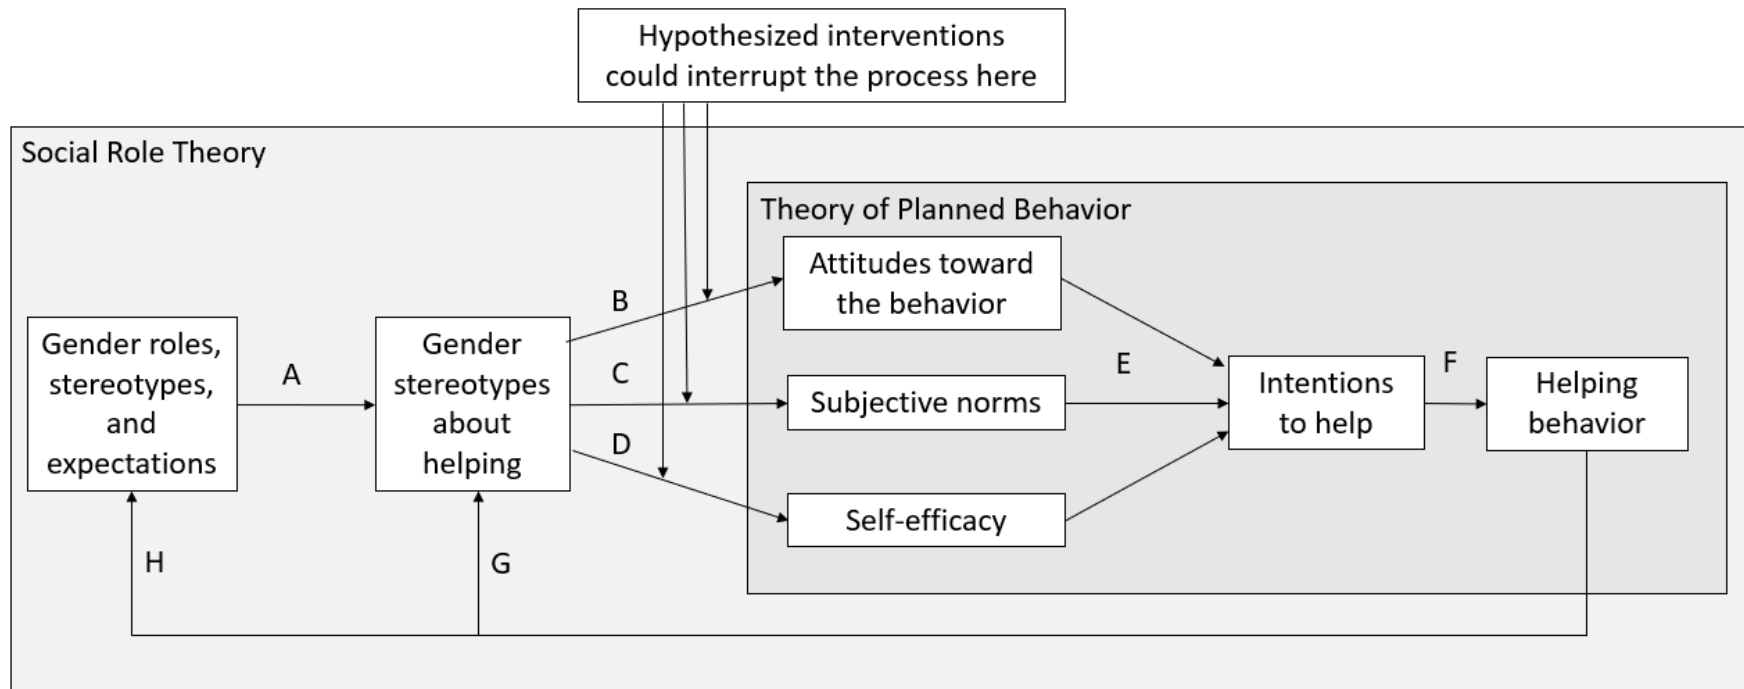 Hypothesized interventions
could interrupt the process here
Social Role Theory
Theory of Planned Behavior
Attitudes toward
the behavior
B
Gender roles,
stereotypes,
and
expectations
A
Gender
stereotypes
about
helping
C
Subjective norms
E
Intentions
to help
F
Helping
behavior
D
Self-efficacy
H
G